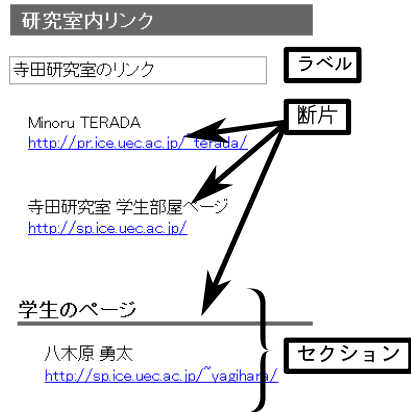 研究室内リンク
寺田研究室のリンク
ラベル
断片
Minoru TERADA
http://pr.ice.uec.ac.jp/~terada/
寺田研究室 学生部屋ページ
http://sp.ice.uec.ac.jp/
学生のページ
八木原 勇太
http://sp.ice.uec.ac.jp/~yagihara/
セクション